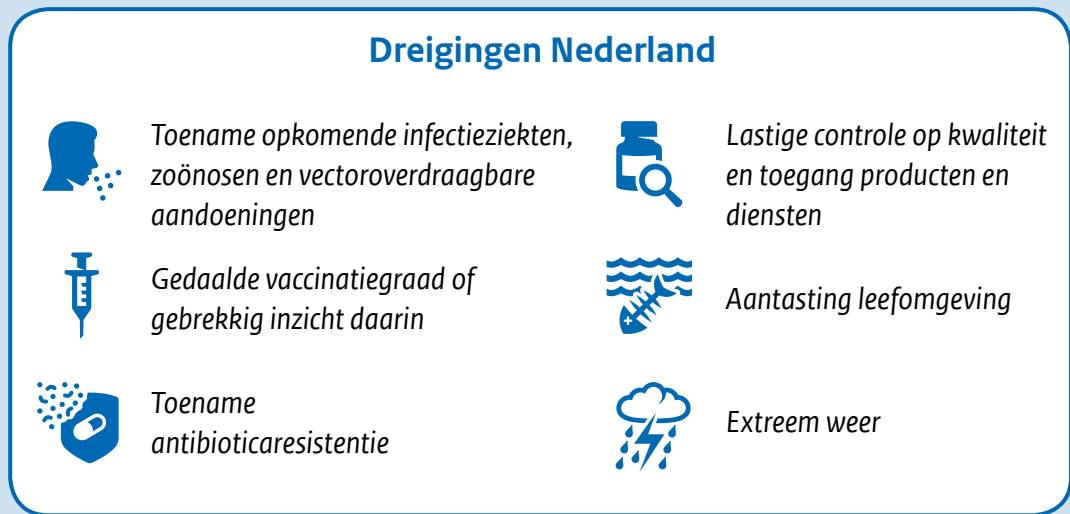 Dreigingen Nederland
Toename opkomende infectieziekten,
zoönosen en vectoroverdraagbare
aandoeningen
Gedaalde vaccinatiegraad of
gebrekkig inzicht daarin
Toename
antibioticaresistentie
Lastige controle op kwaliteit
en toegang producten en
diensten
Aantasting leefomgeving
Extreem weer